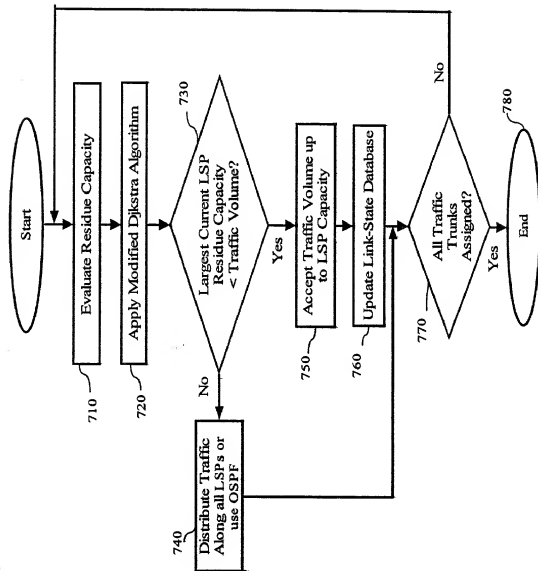 Start
Evaluate Residue Capacity
710
Apply Modified Djkstra Algorithm
720
730
Largest Current LSP
Residue Capacity
< Traffic Volume?
No
Yes
740
Distribute Traffic
Along all LSPs or
use OSPF
Accept Traffic Volume up
to LSP Capacity
750
Update Link-State Database
760
All Traffic
Trunks
Assigned?
770
No
Yes
780
End